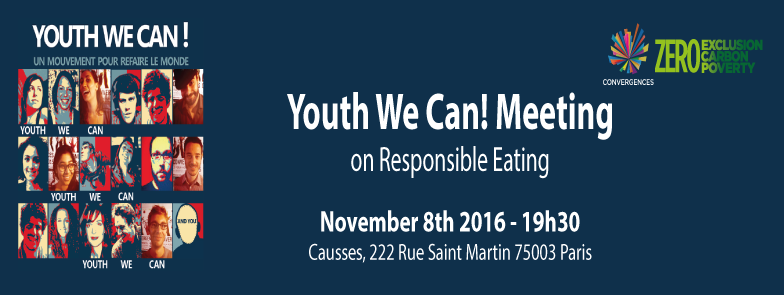 YOUTH WE CAN !
UN MOUVEMENT POUR REFAIRE LE MONDE
YOUTH WE CAN
YOUTH WE CAN
AND YOU
YOUTH WE CAN
CONVERGENCES
ZERO EXCLUSION
CARBON
POVERTY
Youth We Can! Meeting
on Responsible Eating
November 8th 2016 - 19h30
Causses, 222 Rue Saint Martin 75003 Paris